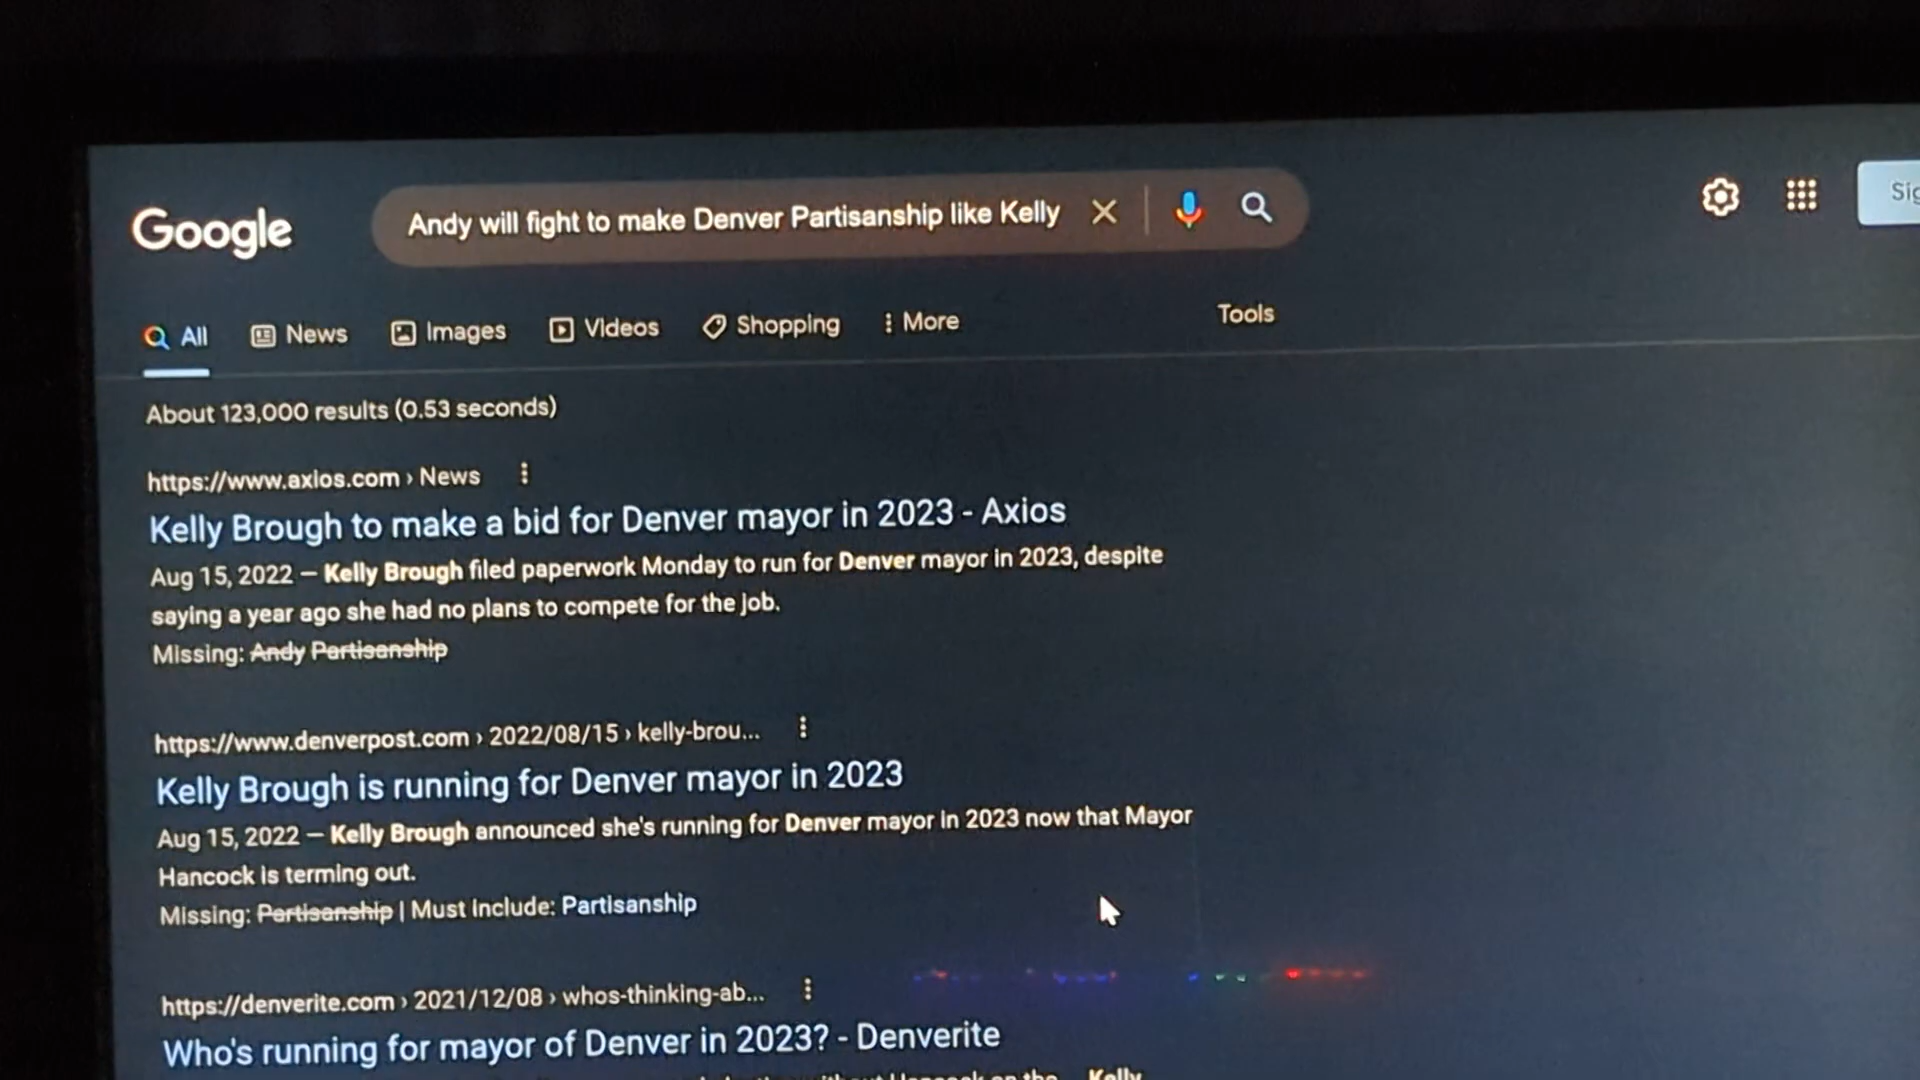 Google
Andy will fight to make Denver Partisanship like Kelly
All
News
Images
Videos
Shopping
More
Tools
About 123,000 results (0.53 seconds)
https://www.axios.com › News
Kelly Brough to make a bid for Denver mayor in 2023 - Axios
Aug 15, 2022 — Kelly Brough filed paperwork Monday to run for Denver mayor in 2023, despite
saying a year ago she had no plans to compete for the job.
Missing: Andy Partisanship
https://www.denverpost.com › 2022/08/15 › kelly-brou...
Kelly Brough is running for Denver mayor in 2023
Aug 15, 2022 — Kelly Brough announced she's running for Denver mayor in 2023 now that Mayor
Hancock is terming out.
Missing: Partisanship | Must include: Partisanship
https://denverite.com › 2021/12/08 › whos-thinking-ab...
Who's running for mayor of Denver in 2023? - Denverite
Kelly